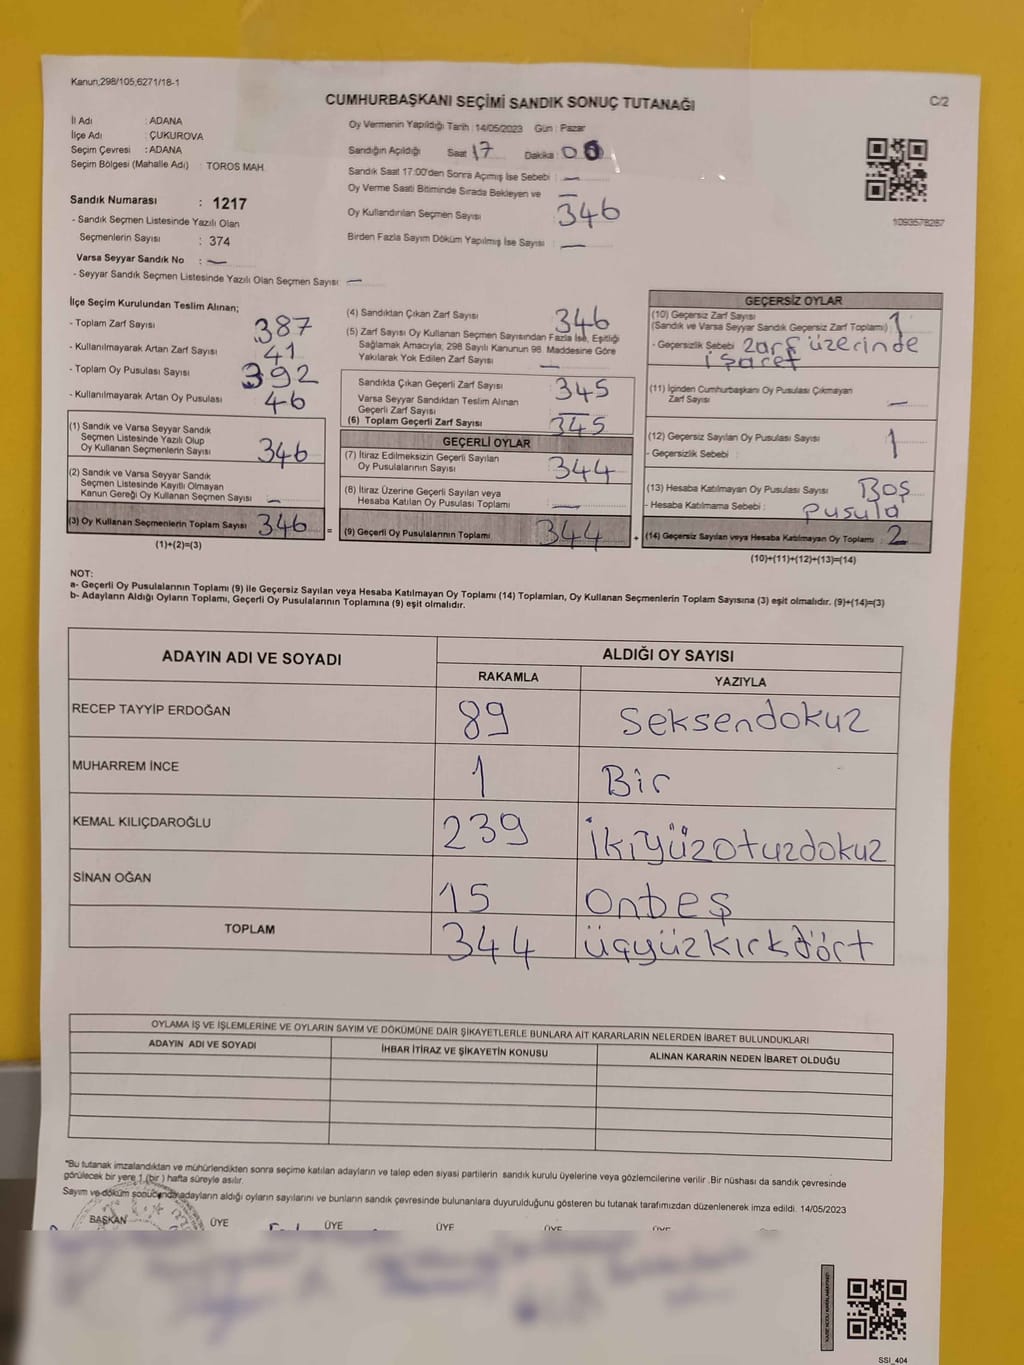 Kanun,298/105,6271/18-1
CUMHURBAŞKANI SEÇİMİ SANDIK SONUÇ TUTANAĞI
C/2
İl Adı : ADANA
İlçe Adı : ÇUKUROVA
Seçim Çevresi : ADANA
Seçim Bölgesi (Mahalle Adı) : TOROS MAH.
Sandık Numarası : 1217
- Sandık Seçmen Listesinde Yazılı Olan
Seçmenlerin Sayısı : 374
Varsa Seyyar Sandık No : —
- Seyyar Sandık Seçmen Listesinde Yazılı Olan Seçmen Sayısı —
Oy Vermenin Yapıldığı Tarih : 14/05/2023 Gün : Pazar
Sandığın Açıldığı Saat 17 Dakika : 00
Sandık Saat 17:00'den Sonra Açılmış İse Sebebi : —
Oy Verme Saati Bitiminde Sırada Bekleyen ve —
Oy Kullandırılan Seçmen Sayısı : 346
Birden Fazla Sayım Döküm Yapılmış İse Sayısı : —
1093578287
İlçe Seçim Kurulundan Teslim Alınan;
- Toplam Zarf Sayısı 387
- Kullanılmayarak Artan Zarf Sayısı 41
- Toplam Oy Pusulası Sayısı 392
- Kullanılmayarak Artan Oy Pusulası 46
(1) Sandık ve Varsa Seyyar Sandık
Seçmen Listesinde Yazılı Olup
Oy Kullanan Seçmenlerin Sayısı 346
(2) Sandık ve Varsa Seyyar Sandık
Seçmen Listesinde Kayıtlı Olmayan
Kanun Gereği Oy Kullanan Seçmen Sayısı —
(3) Oy Kullanan Seçmenlerin Toplam Sayısı 346 =
(1)+(2)=(3)
(4) Sandıktan Çıkan Zarf Sayısı 346
(5) Zarf Sayısı Oy Kullanan Seçmen Sayısından Fazla İse, Eşitliği
Sağlamak Amacıyla; 298 Sayılı Kanunun 98. Maddesine Göre
Yakılarak Yok Edilen Zarf Sayısı —
Sandıkta Çıkan Geçerli Zarf Sayısı 345
Varsa Seyyar Sandıktan Teslim Alınan
Geçerli Zarf Sayısı —
(6) Toplam Geçerli Zarf Sayısı 345
GEÇERLİ OYLAR
(7) İtiraz Edilmeksizin Geçerli Sayılan
Oy Pusulalarının Sayısı 344
(8) İtiraz Üzerine Geçerli Sayılan veya
Hesaba Katılan Oy Pusulası Toplamı —
(9) Geçerli Oy Pusulalarının Toplamı 344 +
GEÇERSİZ OYLAR
(10) Geçersiz Zarf Sayısı
(Sandık ve Varsa Seyyar Sandık Geçersiz Zarf Toplamı) 1
- Geçersizlik Sebebi zarf üzerinde
işaret
(11) İçinden Cumhurbaşkanı Oy Pusulası Çıkmayan
Zarf Sayısı —
(12) Geçersiz Sayılan Oy Pusulası Sayısı 1
- Geçersizlik Sebebi :
(13) Hesaba Katılmayan Oy Pusulası Sayısı Boş
- Hesaba Katılmama Sebebi : Pusula
(14) Geçersiz Sayılan veya Hesaba Katılmayan Oy Toplamı : 2
(10)+(11)+(12)+(13)=(14)
NOT:
a- Geçerli Oy Pusulalarının Toplamı (9) ile Geçersiz Sayılan veya Hesaba Katılmayan Oy Toplamı (14) Toplamları, Oy Kullanan Seçmenlerin Toplam Sayısına (3) eşit olmalıdır. (9)+(14)=(3)
b- Adayların Aldığı Oyların Toplamı, Geçerli Oy Pusulalarının Toplamına (9) eşit olmalıdır.
ADAYIN ADI VE SOYADI ALDIĞI OY SAYISI
RAKAMLA YAZIYLA
RECEP TAYYİP ERDOĞAN 89 Seksendokuz
MUHARREM İNCE 1 Bir
KEMAL KILIÇDAROĞLU 239 İkiyüzotuzdokuz
SİNAN OĞAN 15 Onbeş
TOPLAM 344 üçyüzkırkdört
OYLAMA İŞ VE İŞLEMLERİNE VE OYLARIN SAYIM VE DÖKÜMÜNE DAİR ŞİKAYETLERLE BUNLARA AİT KARARLARIN NELERDEN İBARET BULUNDUKLARI
ADAYIN ADI VE SOYADI İHBAR İTİRAZ VE ŞİKAYETİN KONUSU ALINAN KARARIN NEDEN İBARET OLDUĞU
"Bu tutanak imzalandıktan ve mühürlendikten sonra seçime katılan adayların ve talep eden siyasi partilerin sandık kurulu üyelerine veya gözlemcilerine verilir .Bir nüshası da sandık çevresinde
görülecek bir yere 1 (bir ) hafta süreyle asılır.
Sayım ve döküm sonucunda adayların aldığı oyların sayılarını ve bunların sandık çevresinde bulunanlara duyurulduğunu gösteren bu tutanak tarafımızdan düzenlenerek imza edildi. 14/05/2023
BAŞKAN ÜYE ÜYE ÜYE ÜYE ÜYE
SSI_404